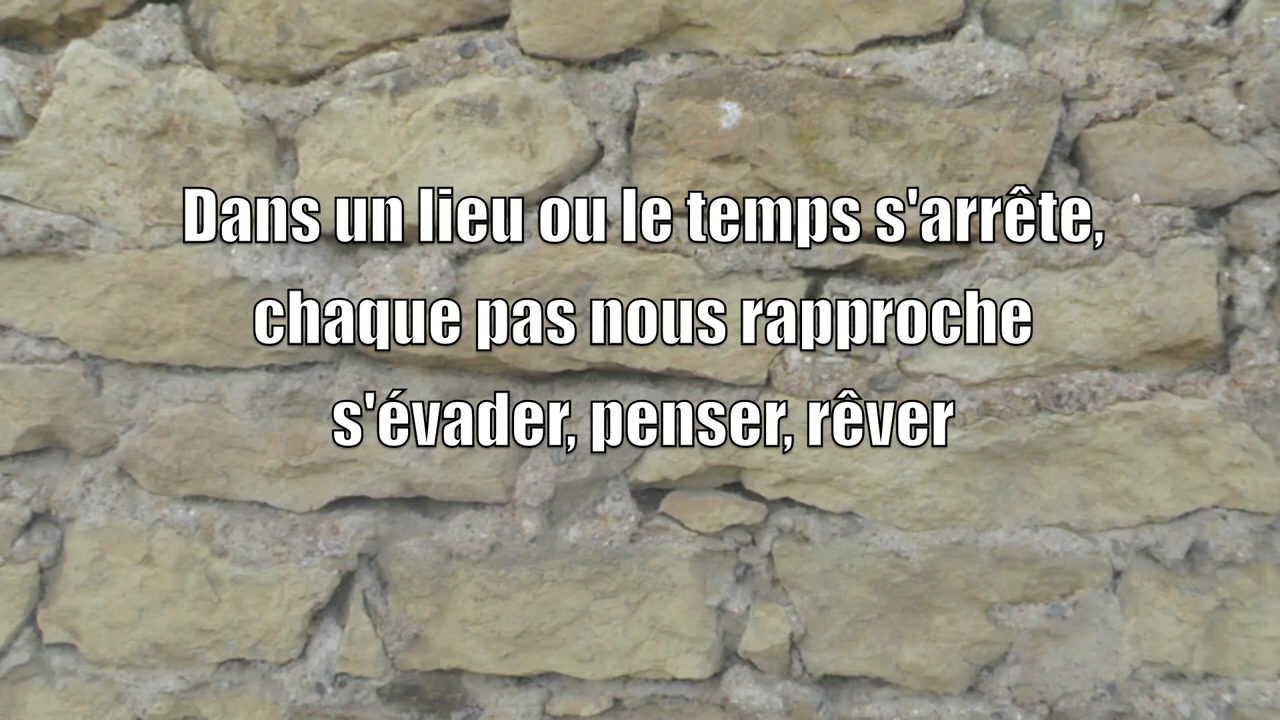 Dans un lieu ou le temps s'arrête,
chaque pas nous rapproche
s'évader, penser, rêver